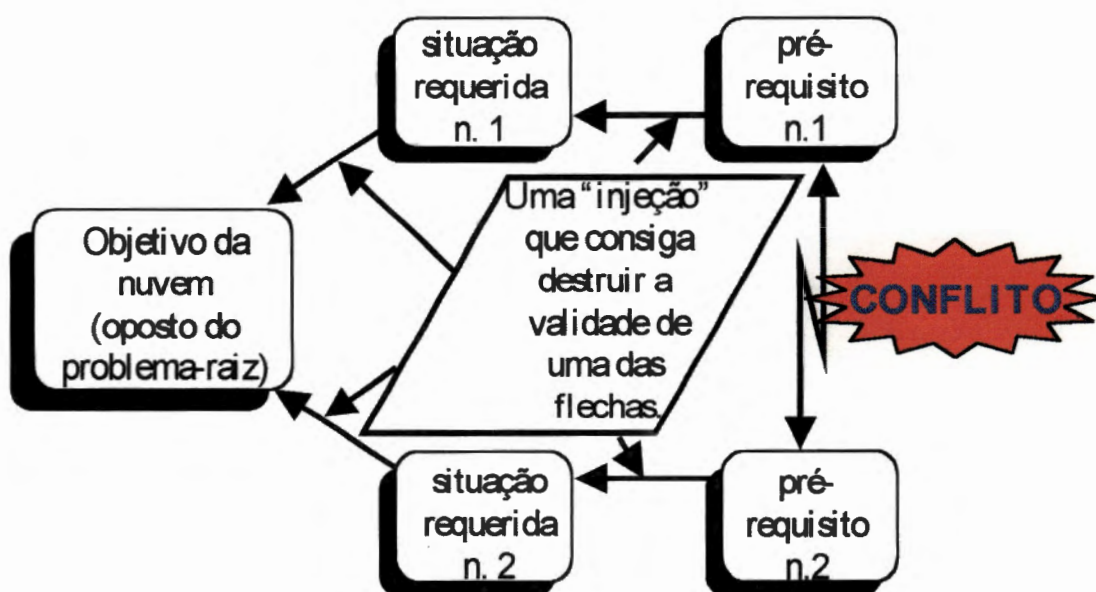 situação
requerida
n. 1
pré-
requisito
n.1
Uma "injeção"
que consiga
destruir a
validade de
uma das
flechas.
Objetivo da
nuvem
(oposto do
problema-raiz)
CONFLITO
situação
requerida
n. 2
pré-
requisito
n.2